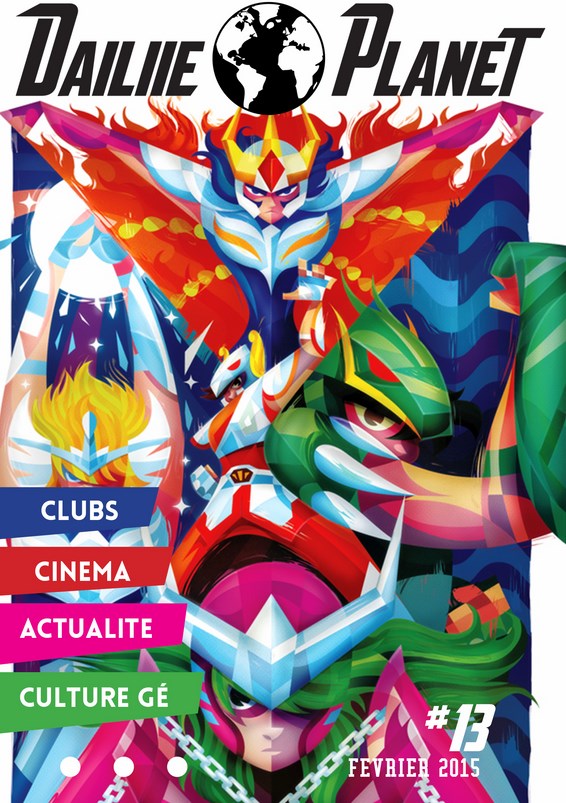 DAILIIE PLANET
CLUBS
CINEMA
ACTUALITE
CULTURE GÉ
#13
FEVRIER 2015